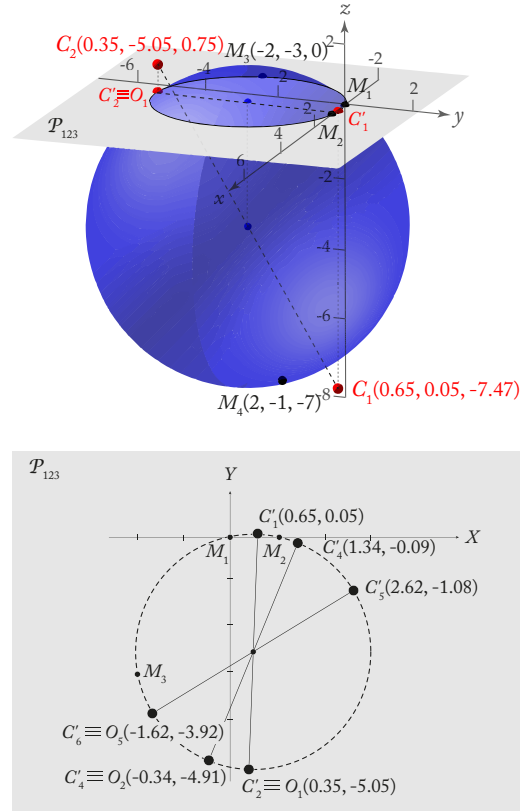 z
C₂(0.35, -5.05, 0.75)
M₃(-2, -3, 0)
-2
-6
-4
2
-2
2
M₁
C′₂≡O₁
C′₁
y
𝒫₁₂₃
4
2
M₂
6
x
-2
-4
-6
-8
C₁(0.65, 0.05, -7.47)
M₄(2, -1, -7)
𝒫₁₂₃
Y
C′₁(0.65, 0.05)
X
M₁
M₂
C′₄(1.34, -0.09)
C′₅(2.62, -1.08)
M₃
C′₆≡O₅(-1.62, -3.92)
C′₄≡O₂(-0.34, -4.91)
C′₂≡O₁(0.35, -5.05)